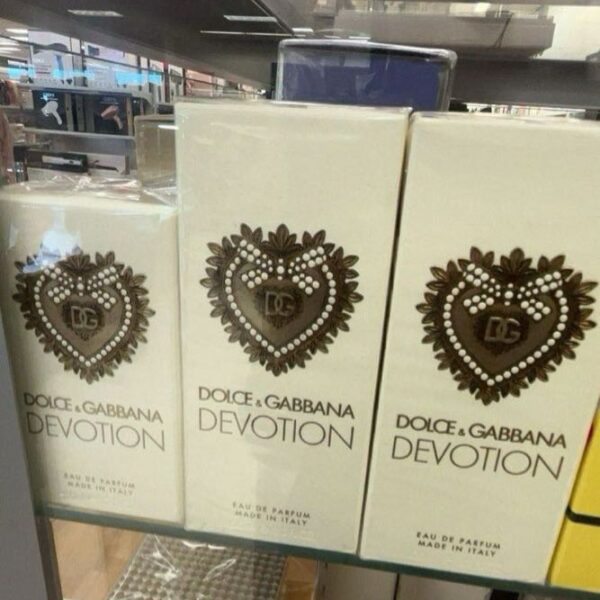 DG
DOLCE & GABBANA
DEVOTION
EAU DE PARFUM
MADE IN ITALY
DG
DOLCE & GABBANA
DEVOTION
EAU DE PARFUM
MADE IN ITALY
DG
DOLCE & GABBANA
DEVOTION
EAU DE PARFUM
MADE IN ITALY